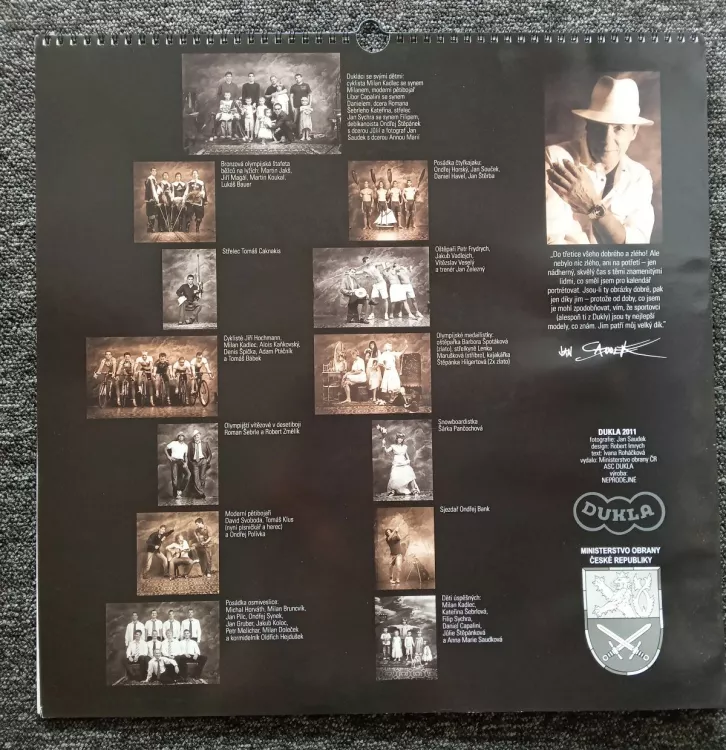 Dukláci se svými dětmi:
cyklista Milan Kadlec se synem
Milanem, moderní pětibojař
Libor Capalini se synem
Danielem, dcera Romana
Šebrleho Kateřina, střelec
Jan Sychra se synem Filipem,
deblkanoista Ondřej Štěpánek
s dcerou Julií a fotograf Jan
Saudek s dcerou Annou Marií
Bronzová olympijská štafeta
běžců na lyžích: Martin Jakš,
Jiří Magál, Martin Koukal,
Lukáš Bauer
Posádka čtyřkajaku:
Ondřej Horský, Jan Souček,
Daniel Havel, Jan Štěrba
Střelec Tomáš Caknakis
Oštěpaři Petr Frydrych,
Jakub Vadlejch,
Vítězslav Veselý
a trenér Jan Železný
Cyklisté Jiří Hochmann,
Milan Kadlec, Alois Kaňkovský,
Denis Špička, Adam Ptáčník
a Tomáš Bábek
Olympijské medailistky:
oštěpařka Barbora Špotáková
(zlato), střelkyně Lenka
Marušková (stříbro), kajakářka
Štěpánka Hilgertová (2x zlato)
Olympijští vítězové v desetiboji
Roman Šebrle a Robert Změlík
Snowboardistka
Šárka Pančochová
Moderní pětibojaři
David Svoboda, Tomáš Klus
(nyní písničkář a herec)
a Ondřej Polívka
Sjezdař Ondřej Bank
Posádka osmiveslice:
Michal Horváth, Milan Bruncvík,
Jan Pilc, Ondřej Synek,
Jan Gruber, Jakub Koloc,
Petr Melichar, Milan Doleček
a kormidelník Oldřich Hejdušek
Děti úspěšných:
Milan Kadlec,
Kateřina Šebrlová,
Filip Sychra,
Daniel Capalini,
Julie Štěpánková
a Anna Marie Saudková
„Do třetice všeho dobrého a zlého! Ale
nebylo nic zlého, ani na potřetí – jen
nádherný, skvělý čas s těmi znamenitými
lidmi, co směl jsem pro kalendář
portrétovat. Jsou-li ty obrázky dobré, pak
jen díky jim – protože od doby, co jsem
je mohl zpodobňovat, vím, že sportovci
(alespoň ti z Dukly) jsou ty nejlepší
modely, co znám. Jim patří můj velký dík.“
JAN SAUDEK
DUKLA 2011
fotografie: Jan Saudek
design: Robert Imrych
text: Ivana Roháčková
vydalo: Ministerstvo obrany ČR
ASC DUKLA
výroba:
NEPRODEJNÉ
DUKLA
MINISTERSTVO OBRANY
ČESKÉ REPUBLIKY